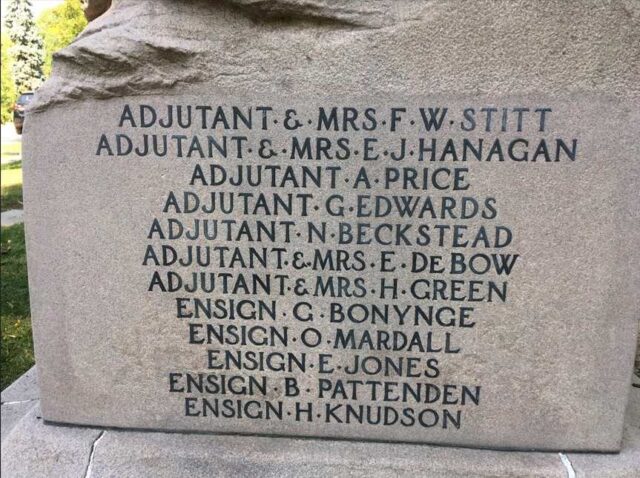 ADJUTANT·&·MRS·F·W·STITT
ADJUTANT·&·MRS·E·J·HANAGAN
ADJUTANT·A·PRICE
ADJUTANT·G·EDWARDS
ADJUTANT·N·BECKSTEAD
ADJUTANT·&·MRS·E·DEBOW
ADJUTANT·&·MRS·H·GREEN
ENSIGN·G·BONYNGE
ENSIGN·O·MARDALL
ENSIGN·E·JONES
ENSIGN·B·PATTENDEN
ENSIGN·H·KNUDSON